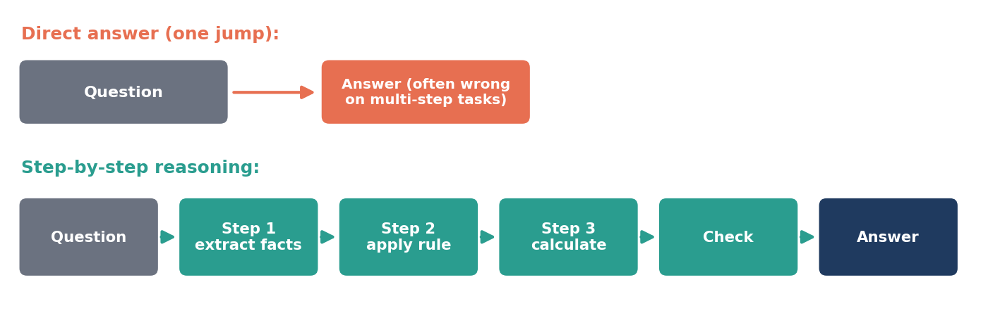 Direct answer (one jump):
Question
Answer (often wrong
on multi-step tasks)
Step-by-step reasoning:
Question
Step 1
extract facts
Step 2
apply rule
Step 3
calculate
Check
Answer